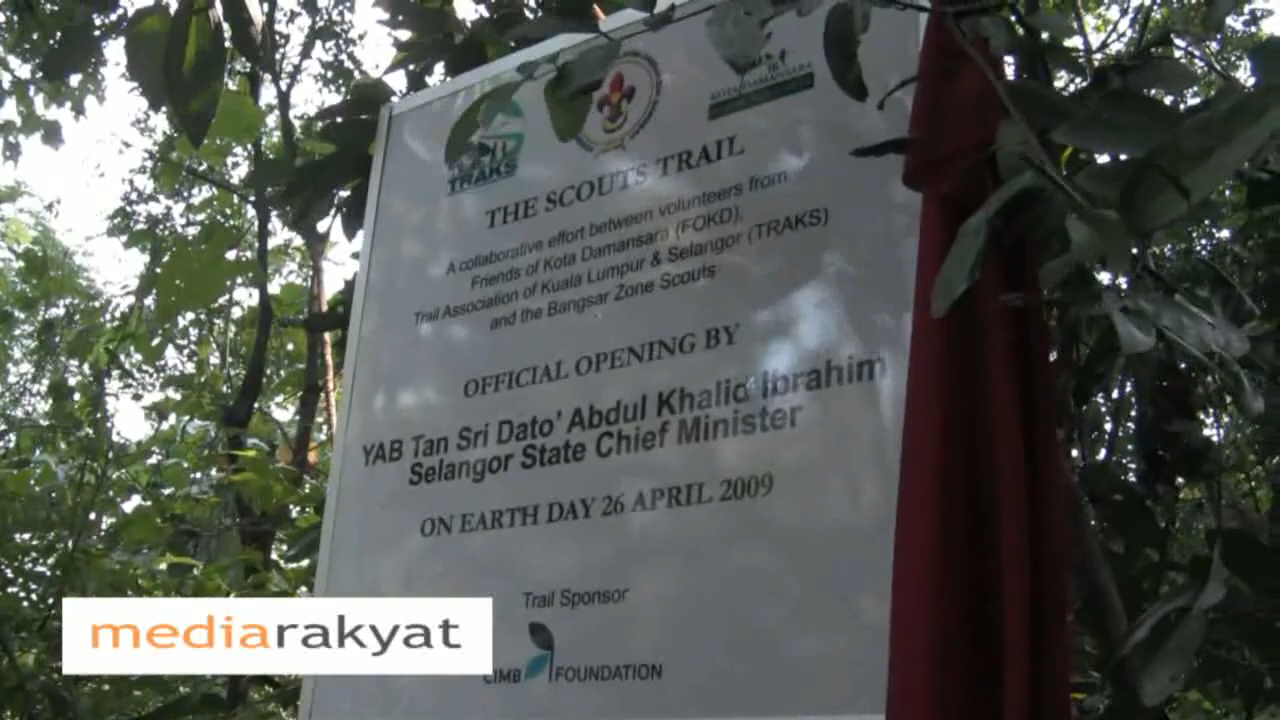 TRAKS
KOTA DAMANSARA
THE SCOUTS TRAIL
A collaborative effort between volunteers from
Friends of Kota Damansara (FOKD),
Trail Association of Kuala Lumpur & Selangor (TRAKS)
and the Bangsar Zone Scouts
OFFICIAL OPENING BY
YAB Tan Sri Dato' Abdul Khalid Ibrahim
Selangor State Chief Minister
ON EARTH DAY 26 APRIL 2009
Trail Sponsor
CIMB FOUNDATION
mediarakyat